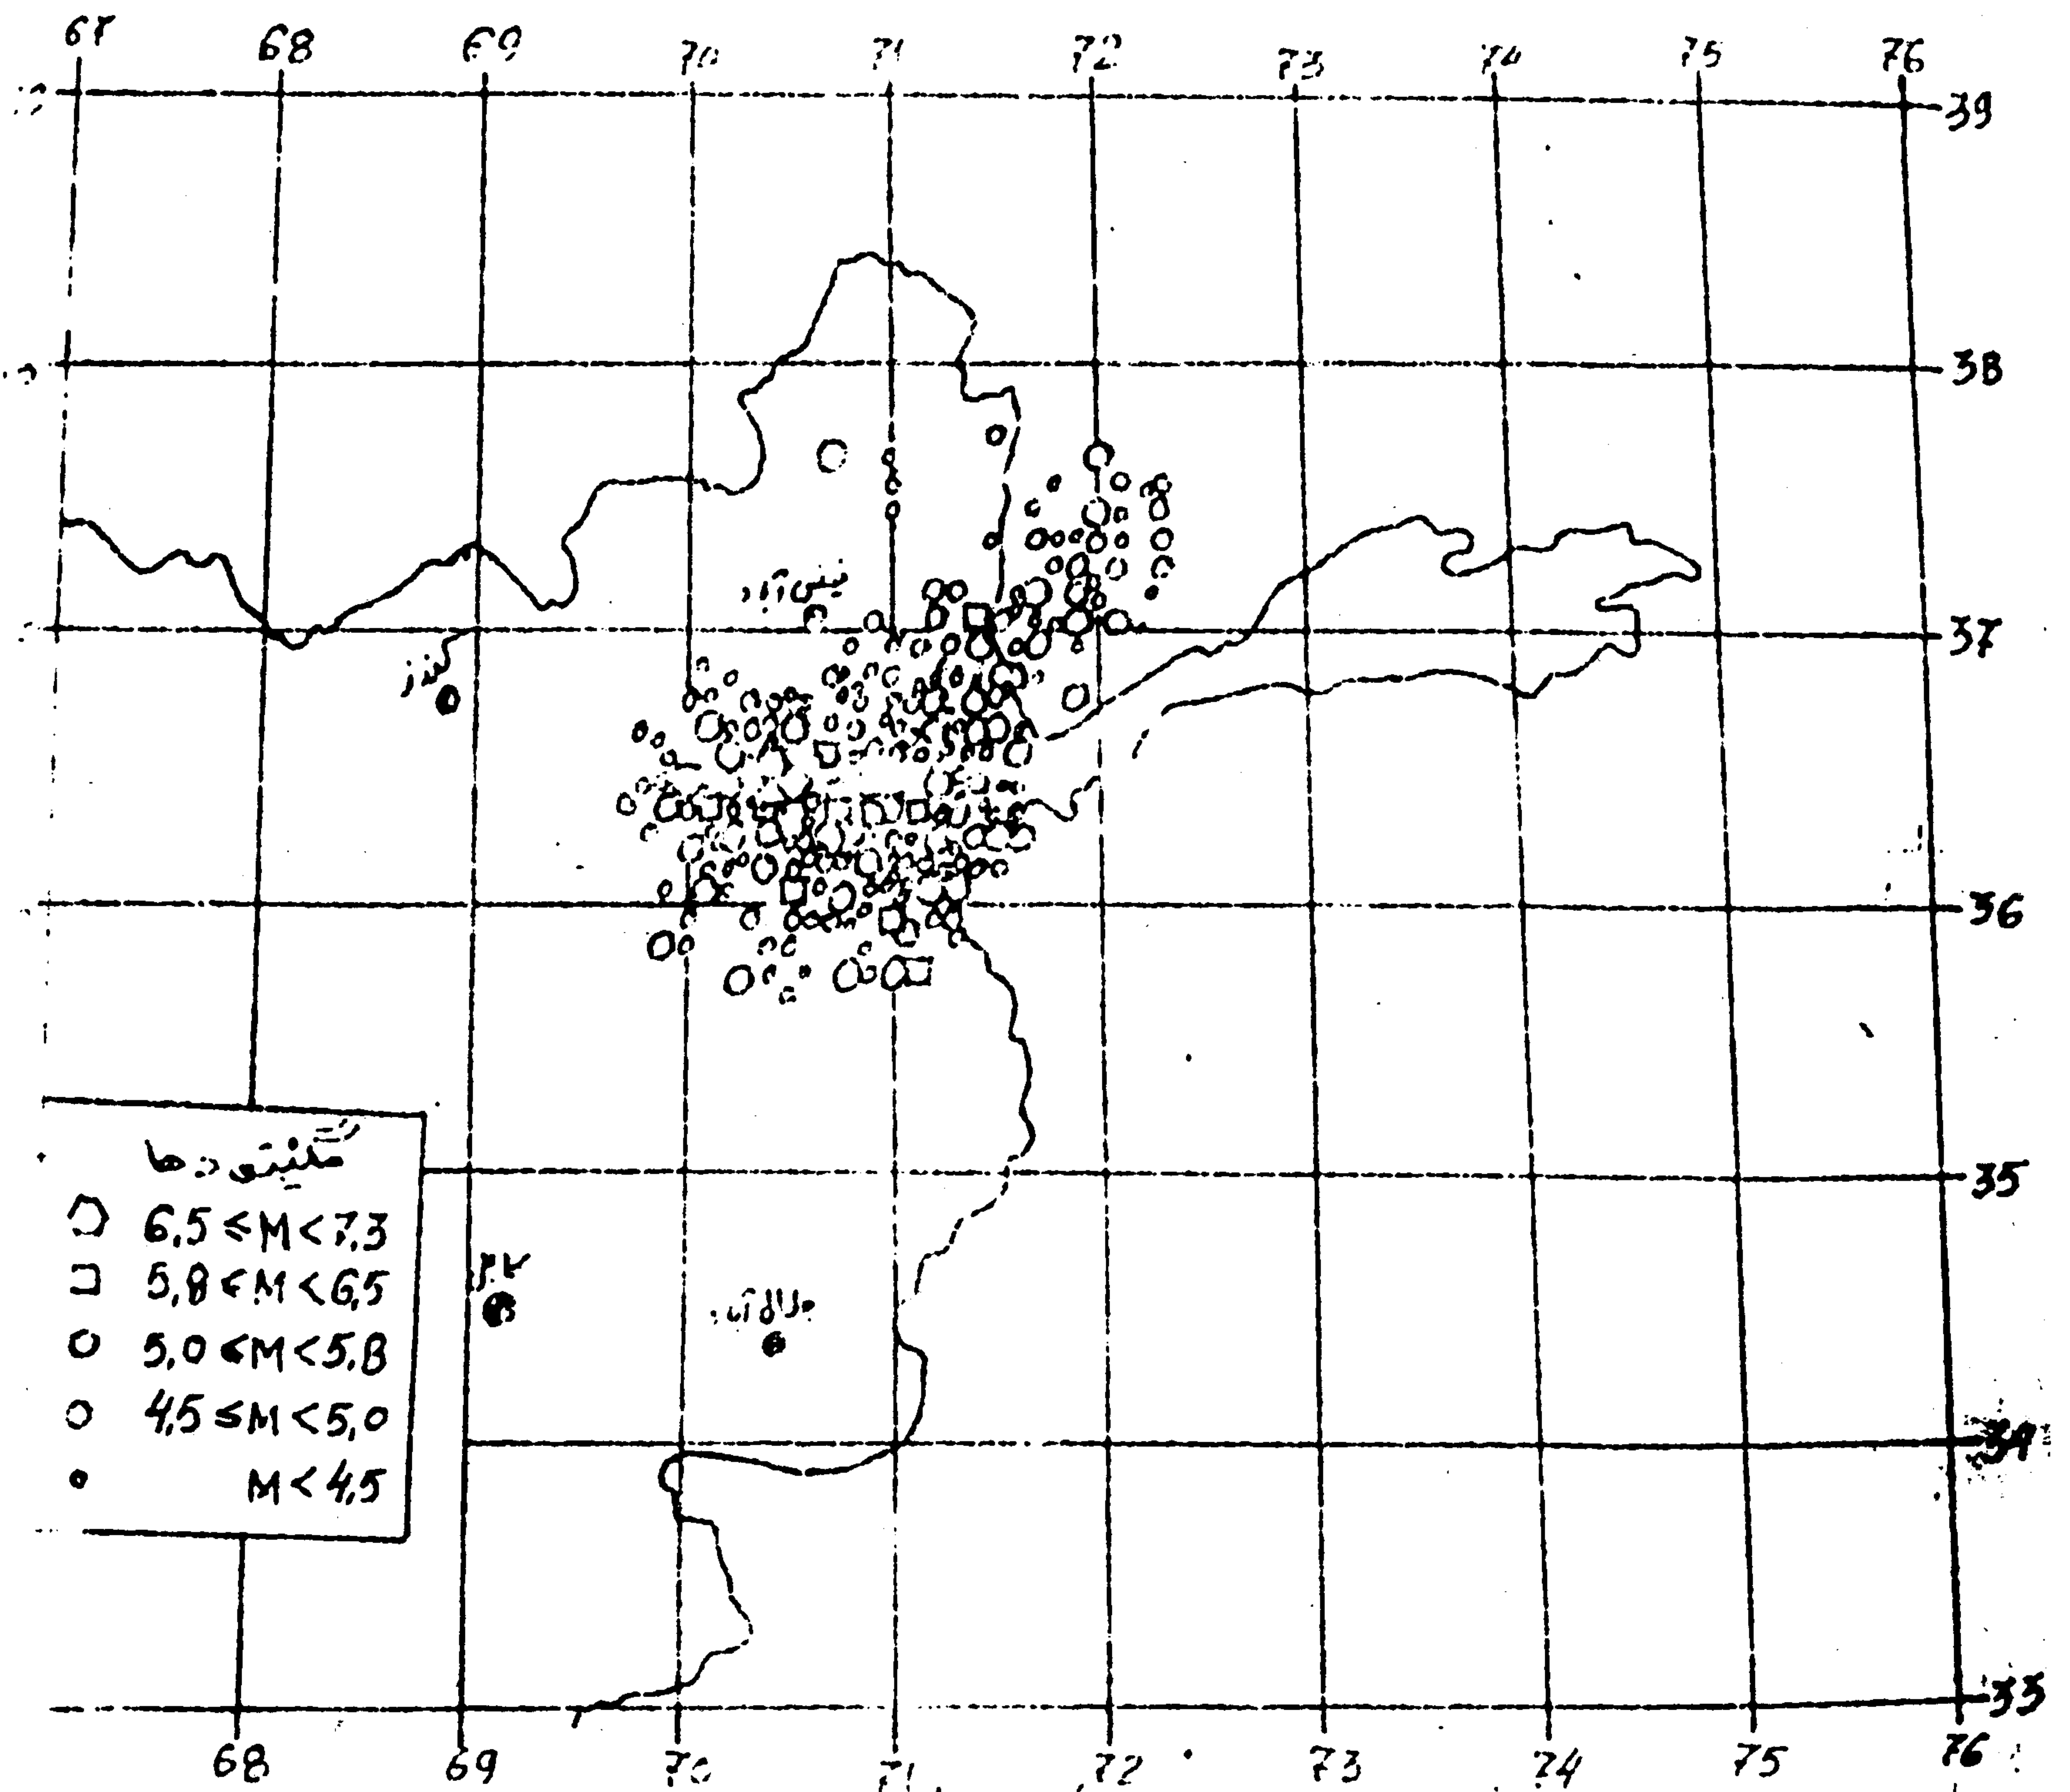 67 68 69 70 71 72 73 74 75 76
39
38
فیض آباد
37
کندز
36
مگنیتودها
35
6,5 ≤ M < 7,3
5,8 ≤ M < 6,5
کابل
جلال آباد
5,0 ≤ M < 5,8
4,5 ≤ M < 5,0
34
M < 4,5
33
68 69 70 71 72 73 74 75 76